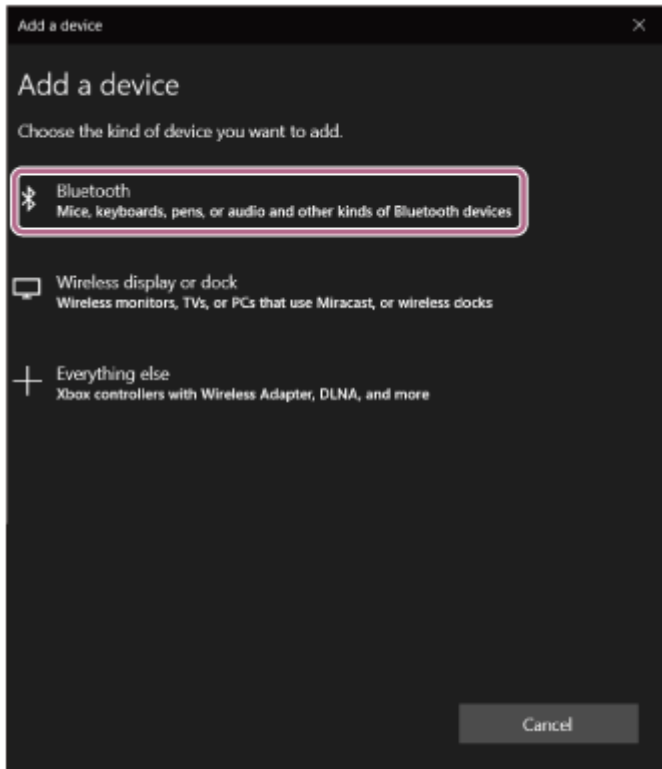 Add a device
Add a device
Choose the kind of device you want to add.
Bluetooth
Mice, keyboards, pens, or audio and other kinds of Bluetooth devices
Wireless display or dock
Wireless monitors, TVs, or PCs that use Miracast, or wireless docks
Everything else
Xbox controllers with Wireless Adapter, DLNA, and more
Cancel